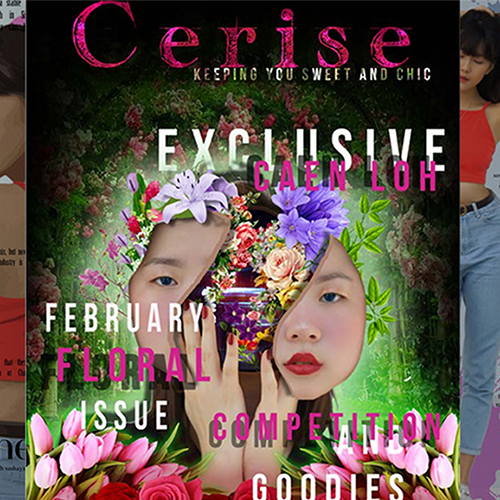 Cerise
KEEPING YOU SWEET AND CHIC
EXCLUSIVE
CAEN LOH
FEBRUARY
FLORAL
ISSUE
COMPETITION
AND
GOODIES